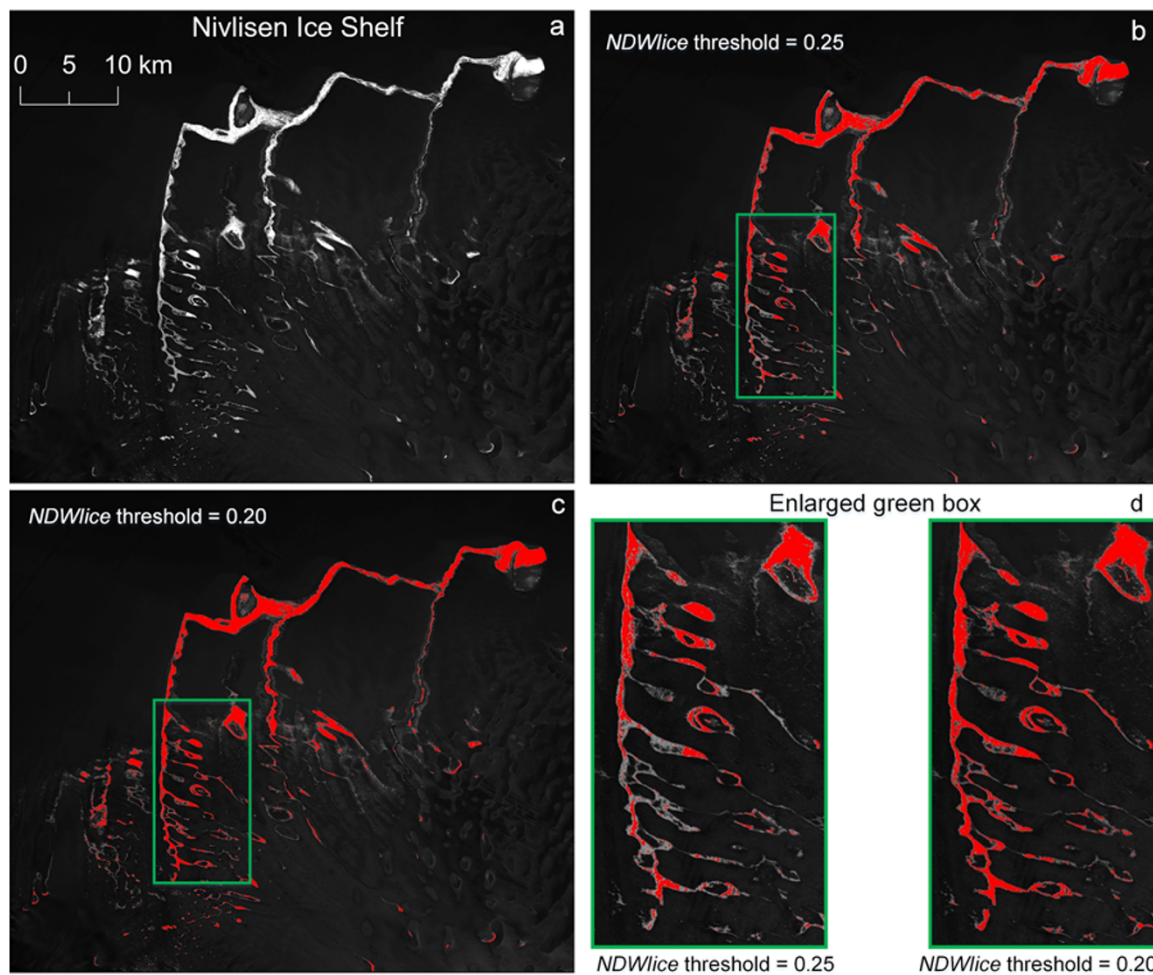 Nivlisen Ice Shelf
a
0 5 10 km
NDWIice threshold = 0.25
b
NDWIice threshold = 0.20
c
Enlarged green box
d
NDWIice threshold = 0.25
NDWIice threshold = 0.20